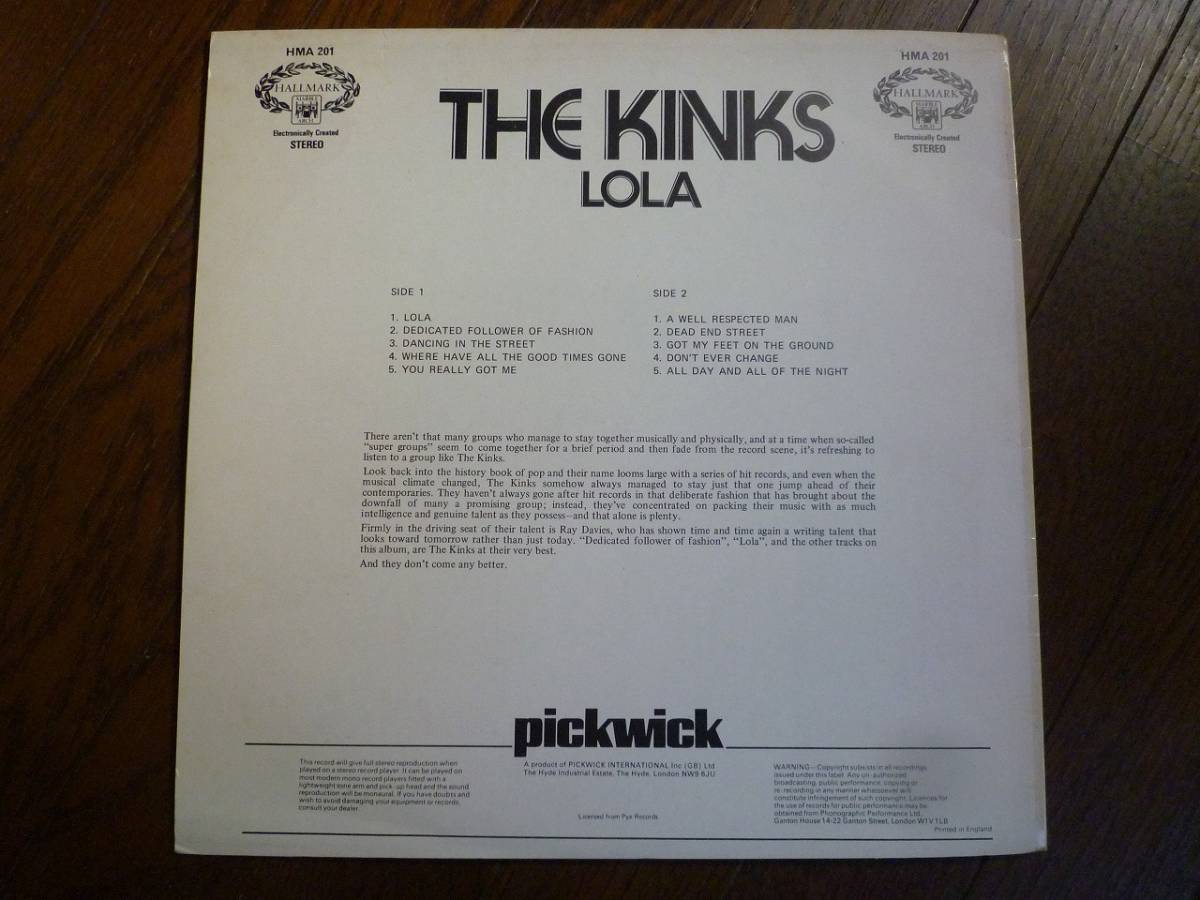 HMA 201
HALLMARK
MARBLE
ARCH
Electronically Created
STEREO
THE KINKS
LOLA
HMA 201
HALLMARK
MARBLE
ARCH
Electronically Created
STEREO
SIDE 1
1. LOLA
2. DEDICATED FOLLOWER OF FASHION
3. DANCING IN THE STREET
4. WHERE HAVE ALL THE GOOD TIMES GONE
5. YOU REALLY GOT ME
SIDE 2
1. A WELL RESPECTED MAN
2. DEAD END STREET
3. GOT MY FEET ON THE GROUND
4. DON'T EVER CHANGE
5. ALL DAY AND ALL OF THE NIGHT
There aren't that many groups who manage to stay together musically and physically, and at a time when so-called
"super groups" seem to come together for a brief period and then fade from the record scene, it's refreshing to
listen to a group like The Kinks.
Look back into the history book of pop and their name looms large with a series of hit records, and even when the
musical climate changed, The Kinks somehow always managed to stay just that one jump ahead of their
contemporaries. They haven't always gone after hit records in that deliberate fashion that has brought about the
downfall of many a promising group; instead, they've concentrated on packing their music with as much
intelligence and genuine talent as they possess—and that alone is plenty.
Firmly in the driving seat of their talent is Ray Davies, who has shown time and time again a writing talent that
looks toward tomorrow rather than just today. "Dedicated follower of fashion", "Lola", and the other tracks on
this album, are The Kinks at their very best.
And they don't come any better.
pickwick
This record will give full stereo reproduction when
played on a stereo record player. It can be played on
most modern mono record players fitted with a
lightweight tone arm and pick-up head and the sound
reproduction will be monaural. If you have doubts and
wish to avoid damaging your equipment or records,
consult your dealer.
A product of PICKWICK INTERNATIONAL Inc (GB) Ltd
The Hyde Industrial Estate, The Hyde, London NW9 6JU
Licensed from Pye Records
WARNING—Copyright subsists in all recordings
issued under this label. Any un-authorized
broadcasting, public performance, copying or
re-recording in any manner whatsoever will
constitute infringement of such copyright. Licences for
the use of records for public performance may be
obtained from Phonographic Performance Ltd.
Ganton House 14-22 Ganton Street, London W1V 1LB
Printed in England